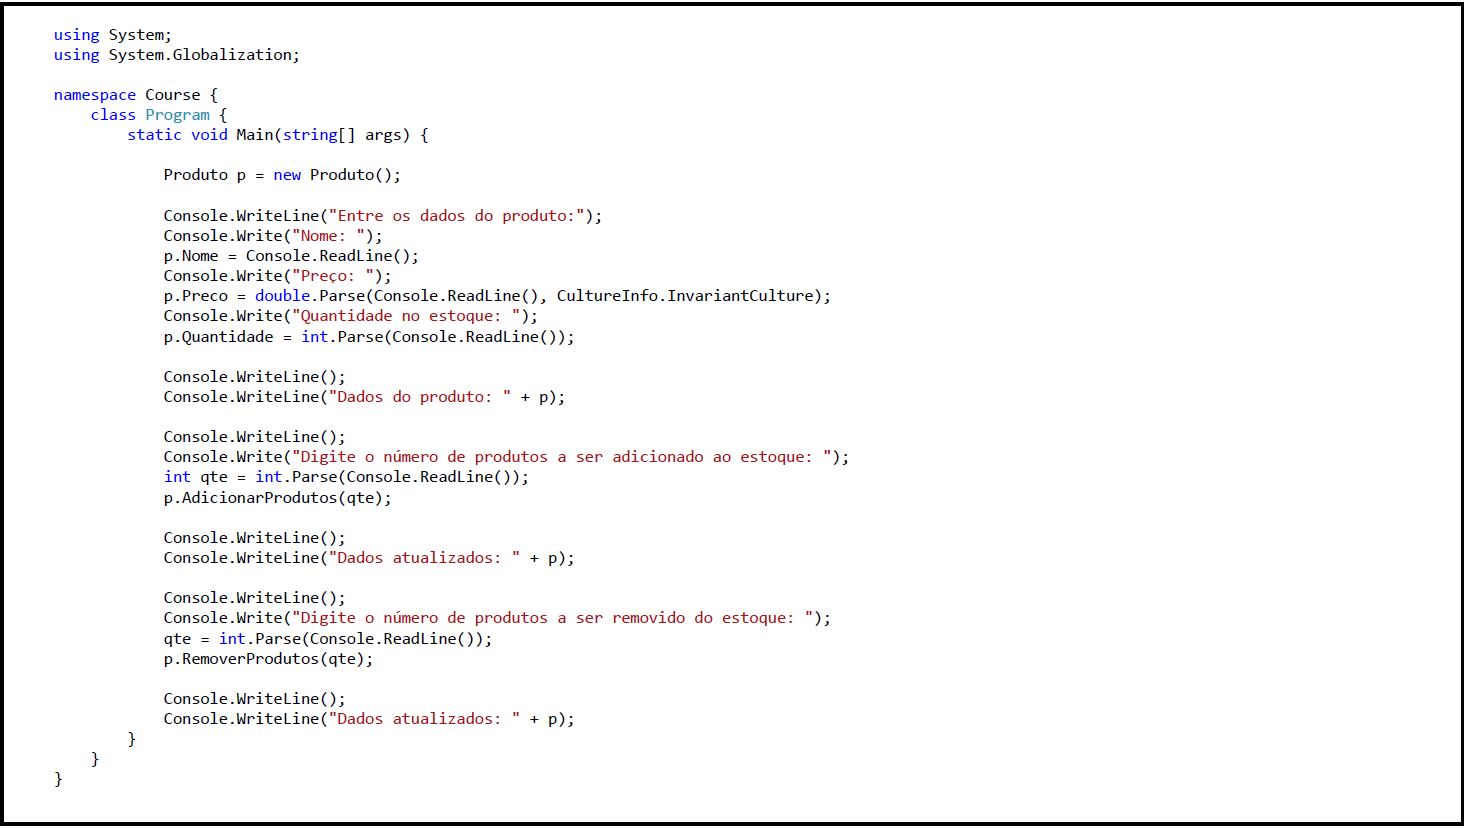 using System;
using System.Globalization;
namespace Course {
class Program {
static void Main(string[] args) {
Produto p = new Produto();
Console.WriteLine("Entre os dados do produto:");
Console.Write("Nome: ");
p.Nome = Console.ReadLine();
Console.Write("Preço: ");
p.Preco = double.Parse(Console.ReadLine(), CultureInfo.InvariantCulture);
Console.Write("Quantidade no estoque: ");
p.Quantidade = int.Parse(Console.ReadLine());
Console.WriteLine();
Console.WriteLine("Dados do produto: " + p);
Console.WriteLine();
Console.Write("Digite o número de produtos a ser adicionado ao estoque: ");
int qte = int.Parse(Console.ReadLine());
p.AdicionarProdutos(qte);
Console.WriteLine();
Console.WriteLine("Dados atualizados: " + p);
Console.WriteLine();
Console.Write("Digite o número de produtos a ser removido do estoque: ");
qte = int.Parse(Console.ReadLine());
p.RemoverProdutos(qte);
Console.WriteLine();
Console.WriteLine("Dados atualizados: " + p);
}
}
}